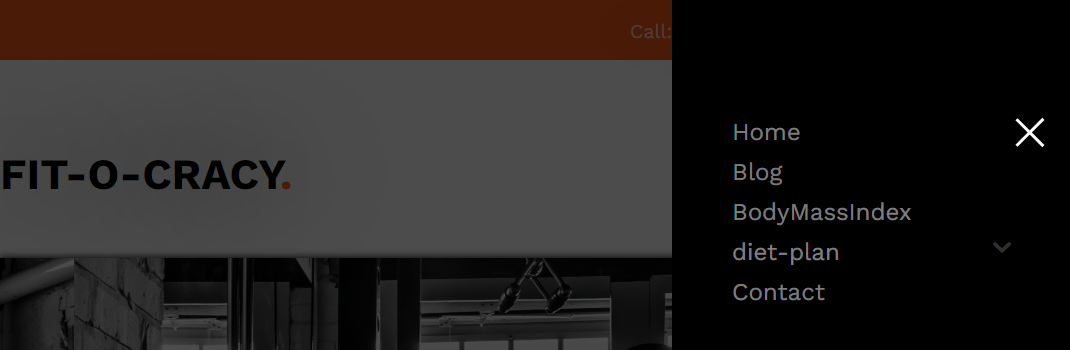 Call:
FIT-O-CRACY.
Home
Blog
BodyMassIndex
diet-plan
Contact